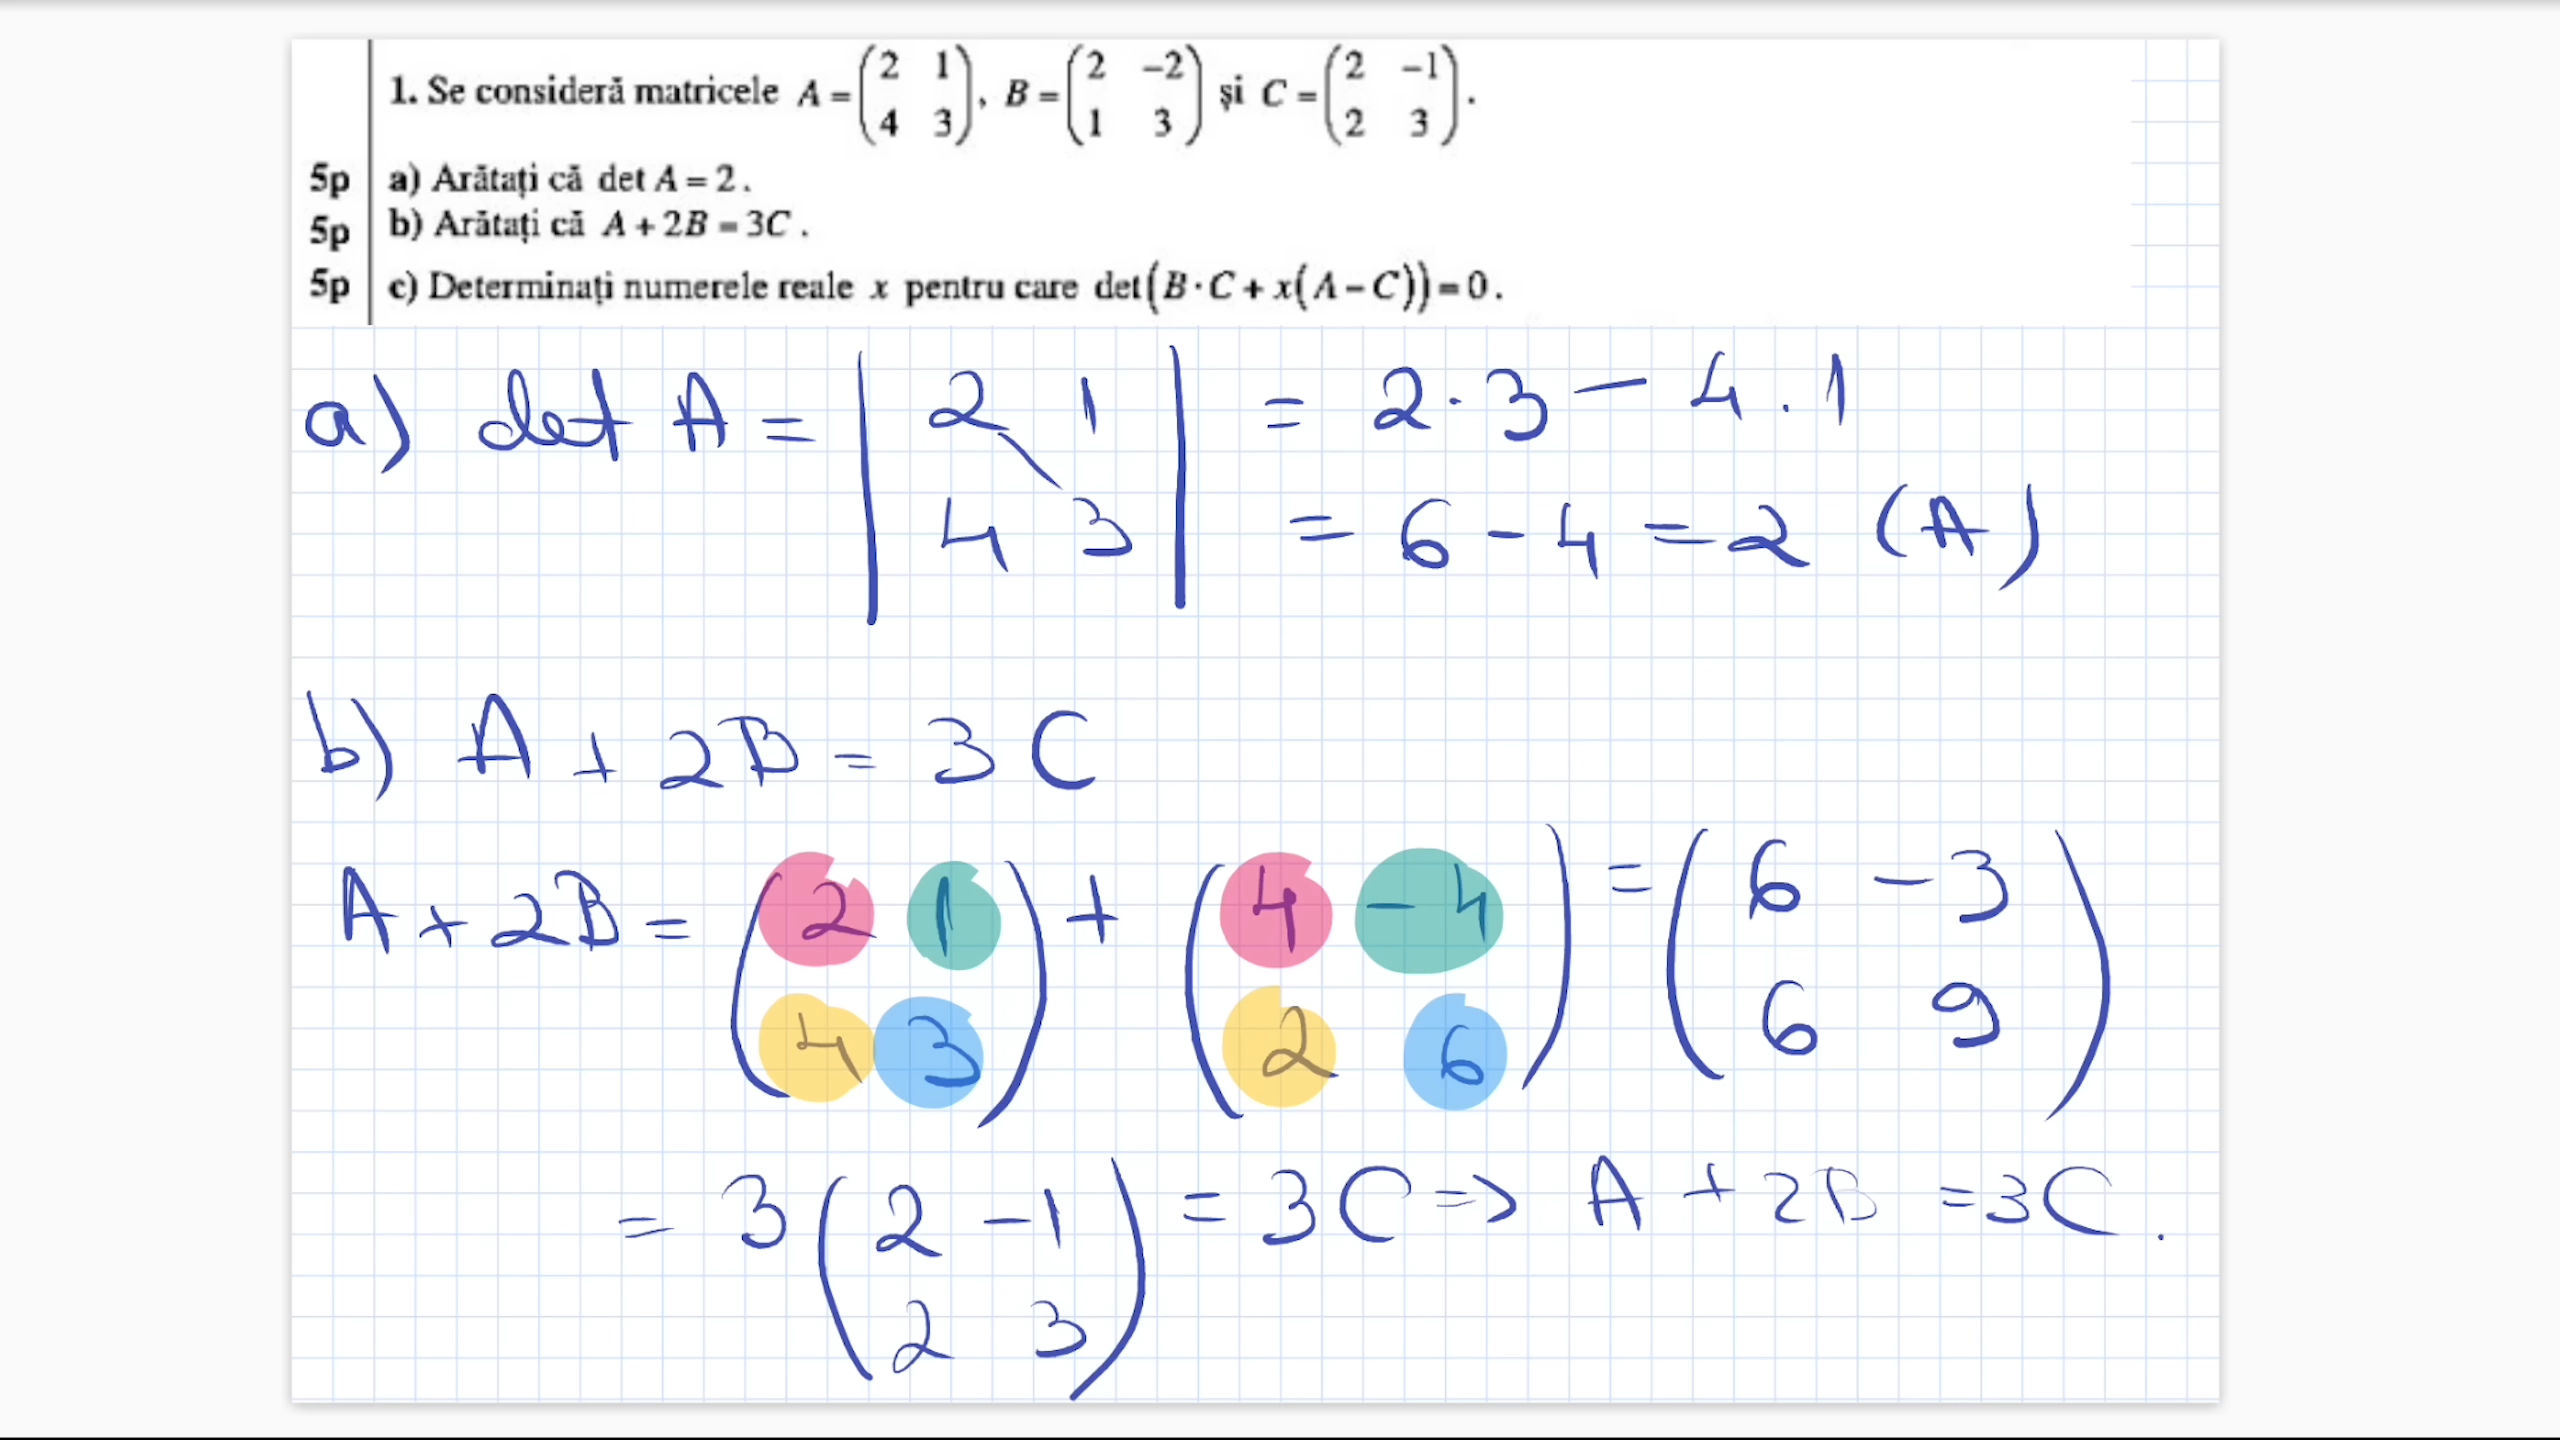 1. Se consideră matricele A = (2 1 4 3), B = (2 −2 1 3) și C = (2 −1 2 3).
5p a) Arătați că det A = 2.
5p b) Arătați că A + 2B = 3C.
5p c) Determinați numerele reale x pentru care det(B·C + x(A − C)) = 0.
a) det A = | 2 1 | = 2·3 − 4·1
| 4 3 | = 6 − 4 = 2 (A)
b) A + 2B = 3C
A + 2B = (2 1 4 3) + (4 −4 2 6) = (6 −3 6 9)
= 3 (2 −1 2 3) = 3C => A + 2B = 3C.